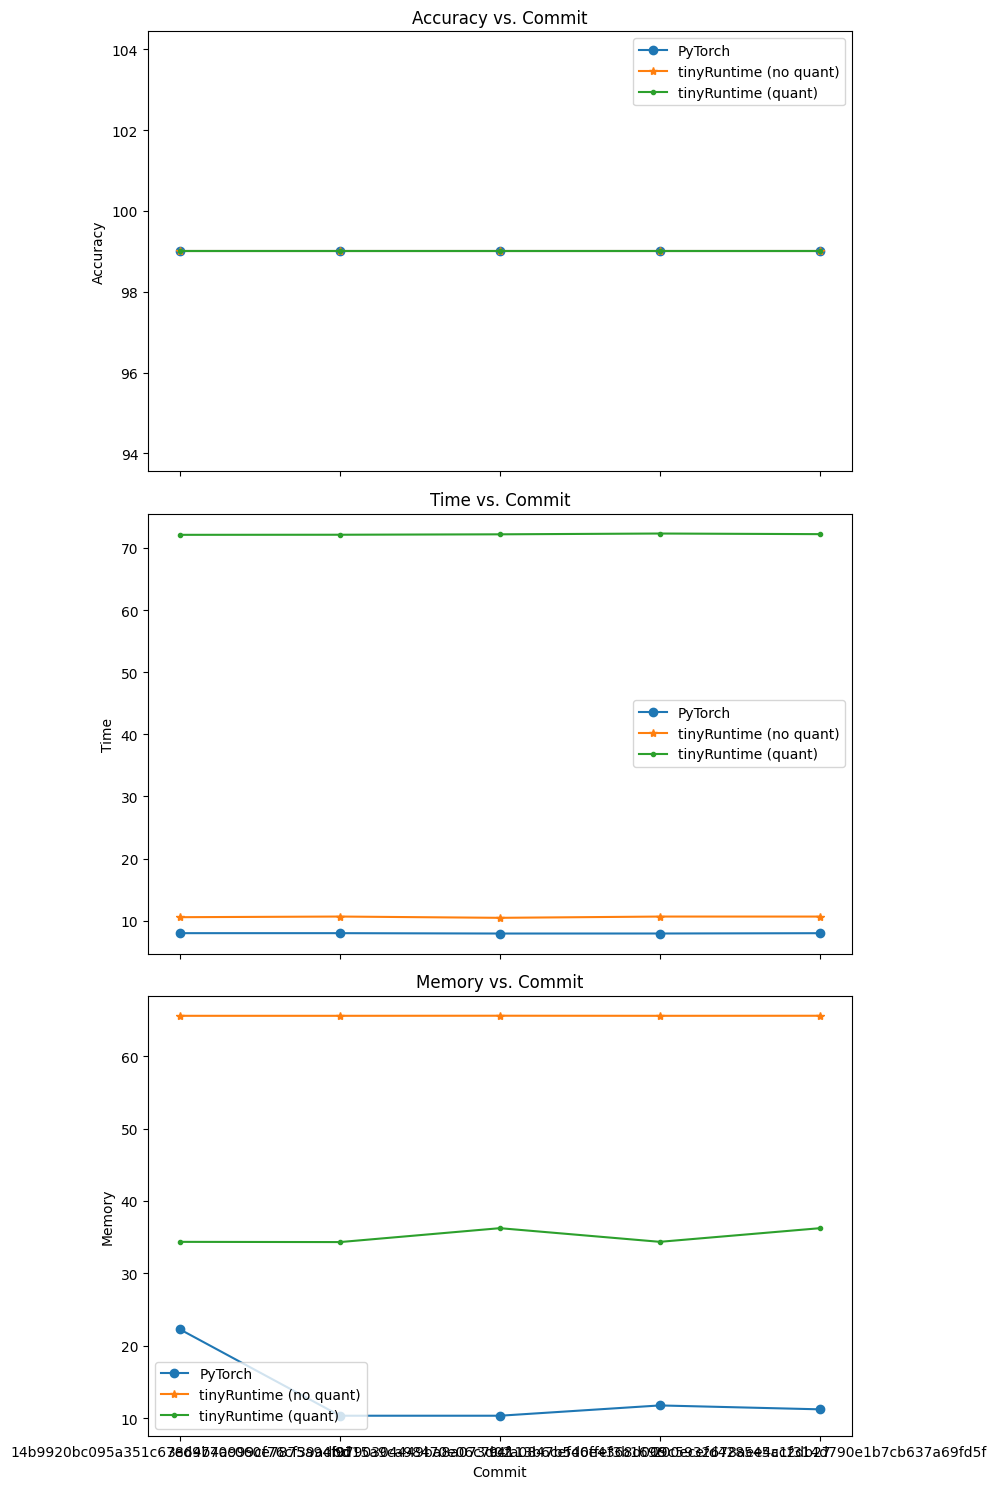 Accuracy vs. Commit
104
PyTorch
tinyRuntime (no quant)
tinyRuntime (quant)
102
100
Accuracy
98
96
94
Time vs. Commit
70
60
50
PyTorch
tinyRuntime (no quant)
tinyRuntime (quant)
40
Time
30
20
10
Memory vs. Commit
60
50
40
Memory
30
20
PyTorch
tinyRuntime (no quant)
tinyRuntime (quant)
10
Commit